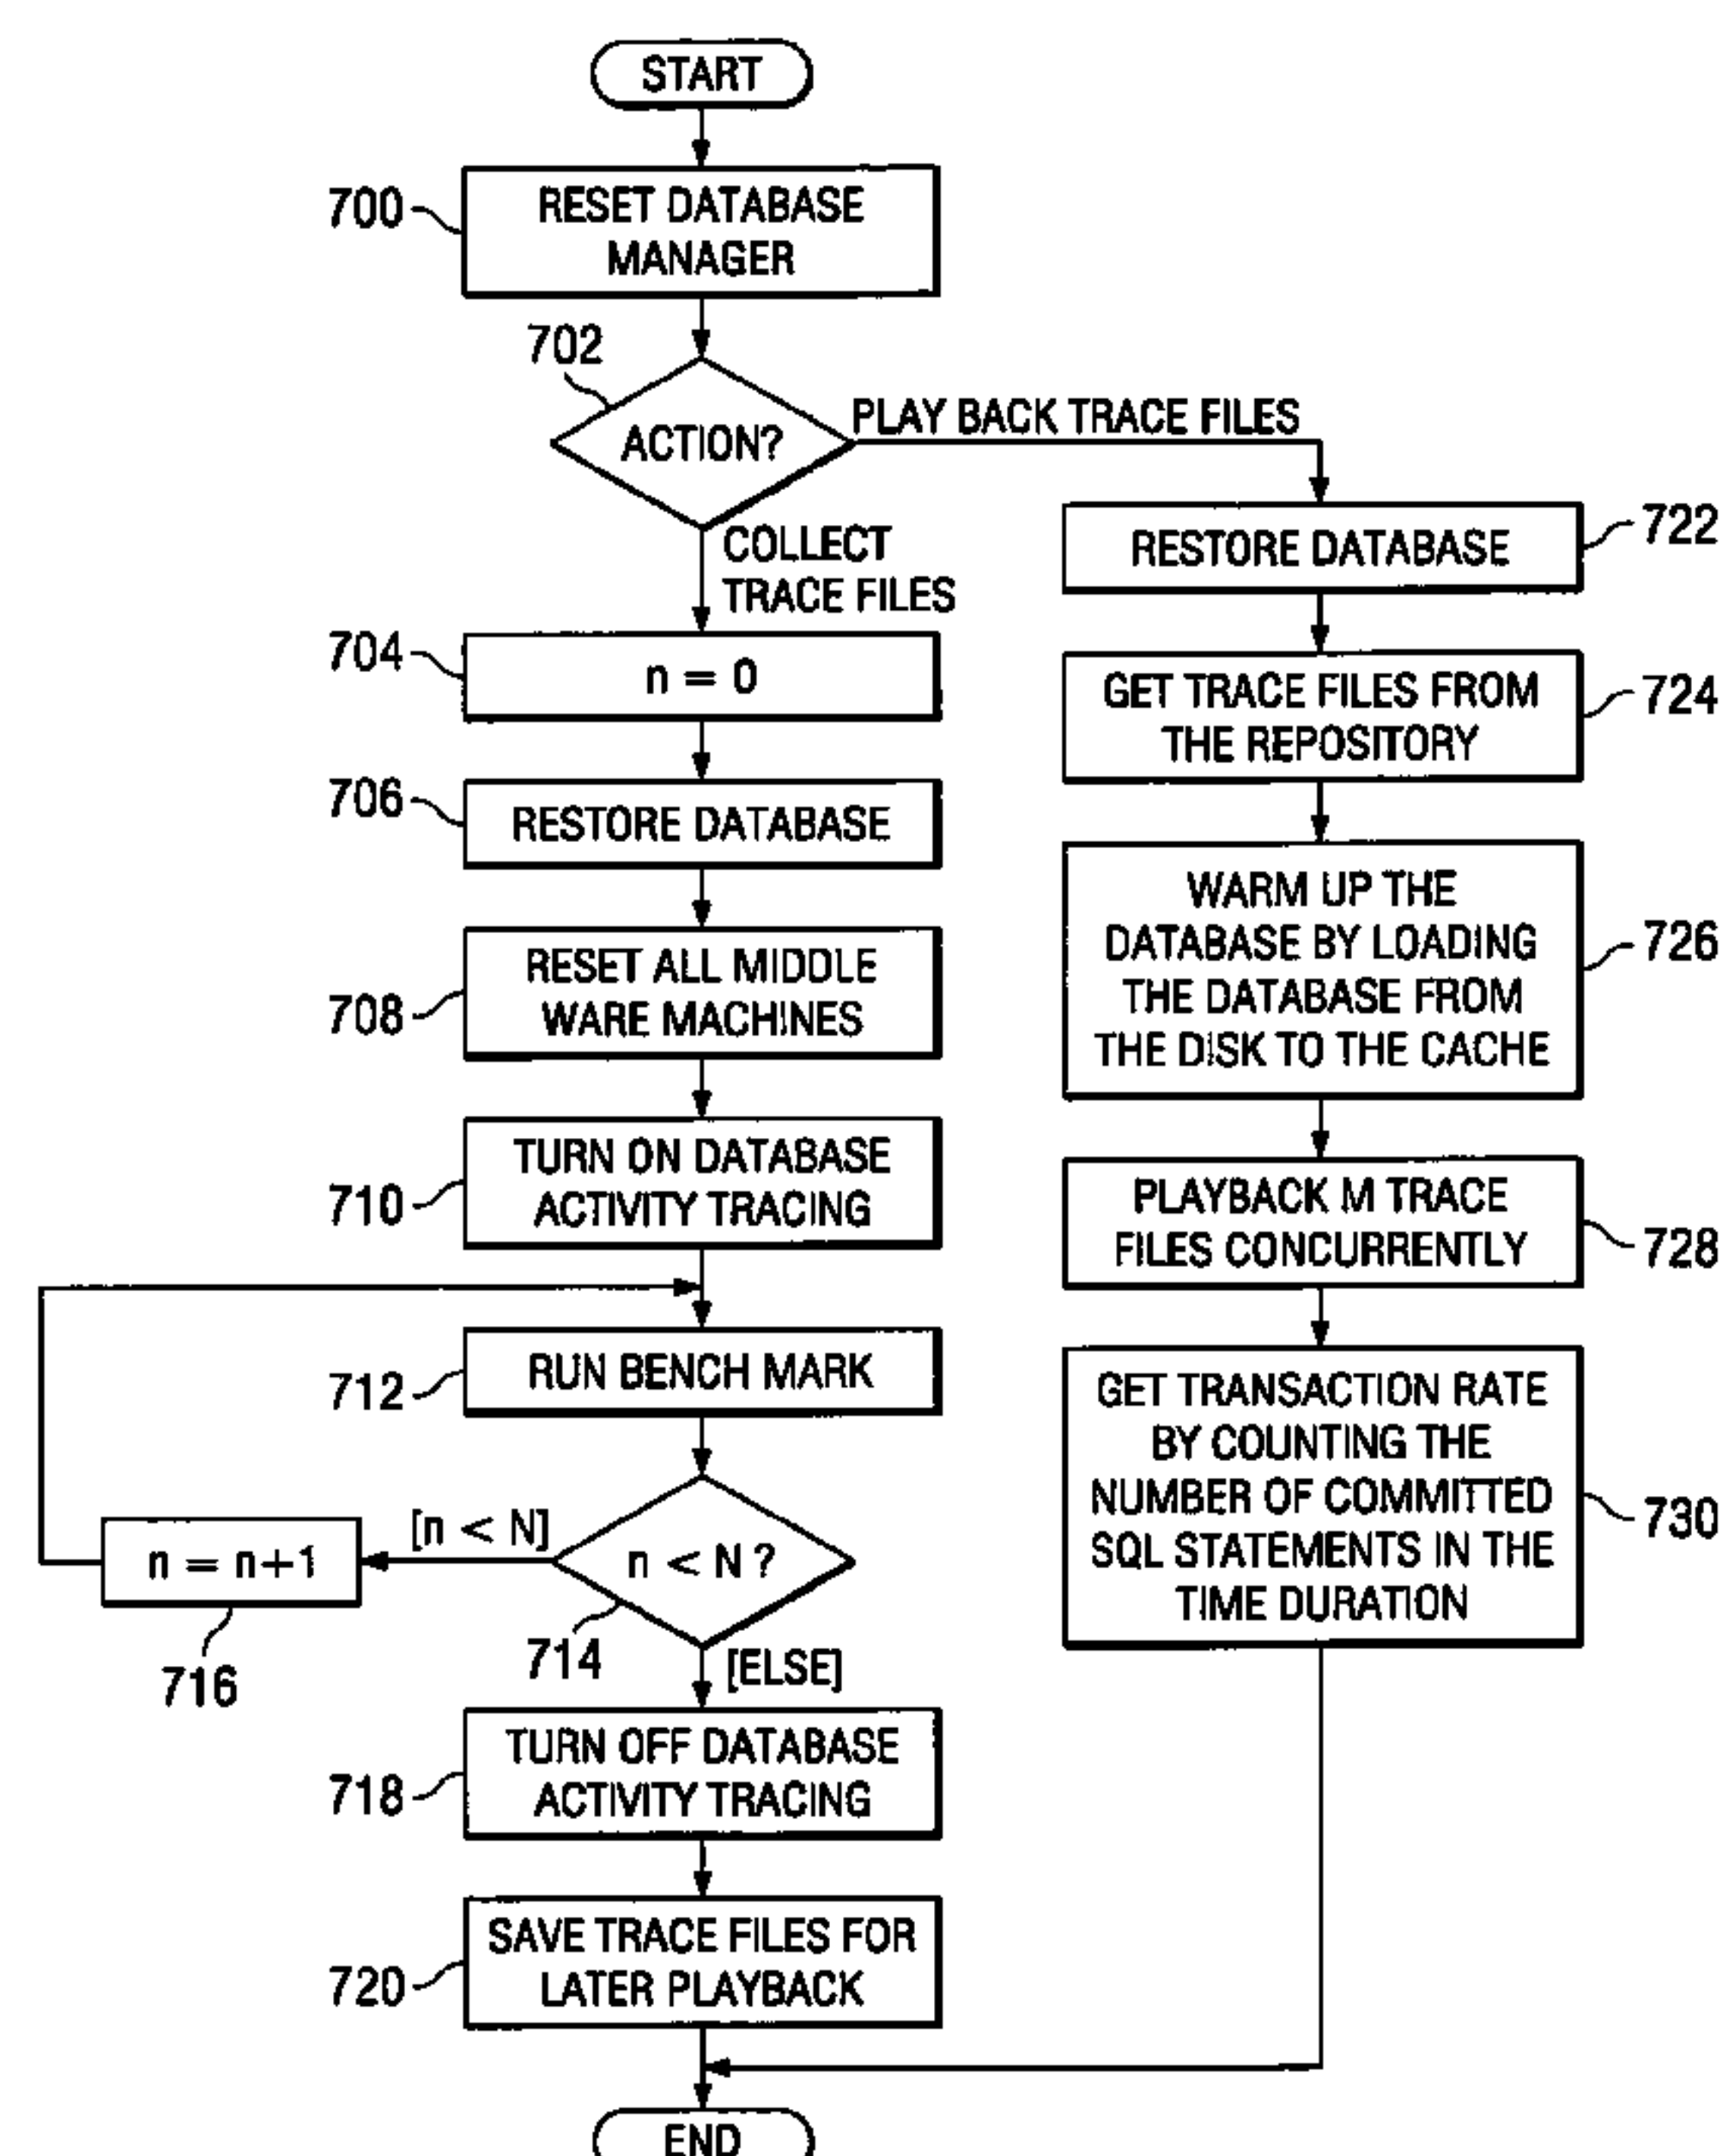 START
700
RESET DATABASE
MANAGER
702
ACTION?
PLAY BACK TRACE FILES
COLLECT
TRACE FILES
704
n = 0
706
RESTORE DATABASE
708
RESET ALL MIDDLE
WARE MACHINES
710
TURN ON DATABASE
ACTIVITY TRACING
712
RUN BENCH MARK
[n < N]
n < N ?
714
n = n+1
716
[ELSE]
718
TURN OFF DATABASE
ACTIVITY TRACING
720
SAVE TRACE FILES FOR
LATER PLAYBACK
RESTORE DATABASE
722
GET TRACE FILES FROM
THE REPOSITORY
724
WARM UP THE
DATABASE BY LOADING
THE DATABASE FROM
THE DISK TO THE CACHE
726
PLAYBACK M TRACE
FILES CONCURRENTLY
728
GET TRANSACTION RATE
BY COUNTING THE
NUMBER OF COMMITTED
SQL STATEMENTS IN THE
TIME DURATION
730
END